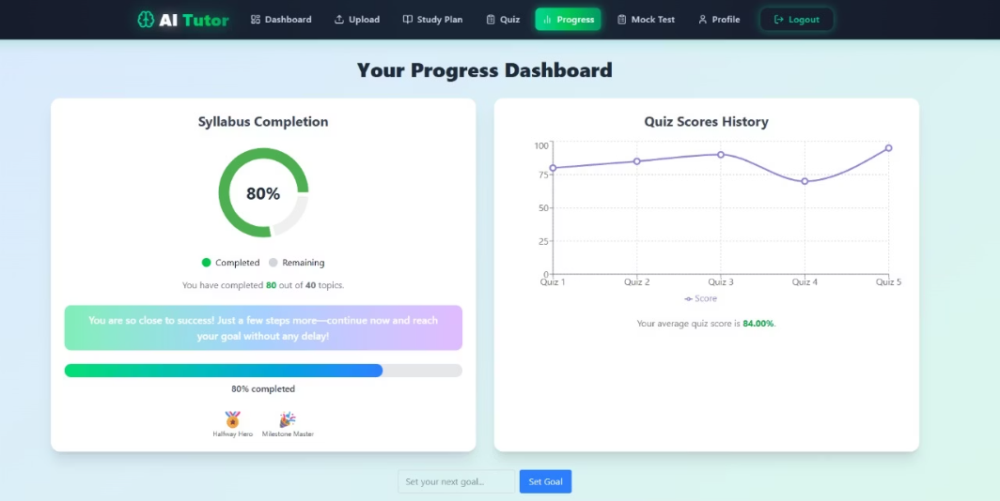 AI Tutor
Dashboard
Upload
Study Plan
Quiz
Progress
Mock Test
Profile
Logout
Your Progress Dashboard
Syllabus Completion
80%
Completed
Remaining
You have completed 80 out of 40 topics.
You are so close to success! Just a few steps more—continue now and reach
your goal without any delay!
80% completed
Halfway Hero
Milestone Master
Quiz Scores History
100
75
50
25
0
Quiz 1
Quiz 2
Quiz 3
Quiz 4
Quiz 5
Score
Your average quiz score is 84.00%.
Set your next goal...
Set Goal